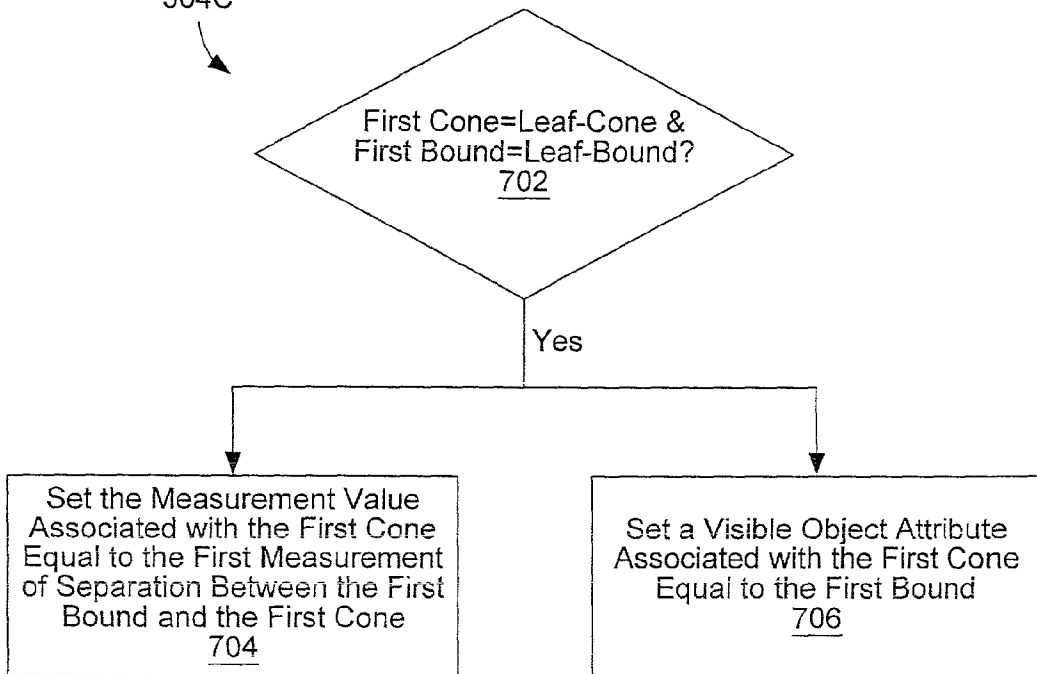 First Cone=Leaf-Cone &
First Bound=Leaf-Bound?
702
Yes
Set the Measurement Value
Associated with the First Cone
Equal to the First Measurement
of Separation Between the First
Bound and the First Cone
704
Set a Visible Object Attribute
Associated with the First Cone
Equal to the First Bound
706